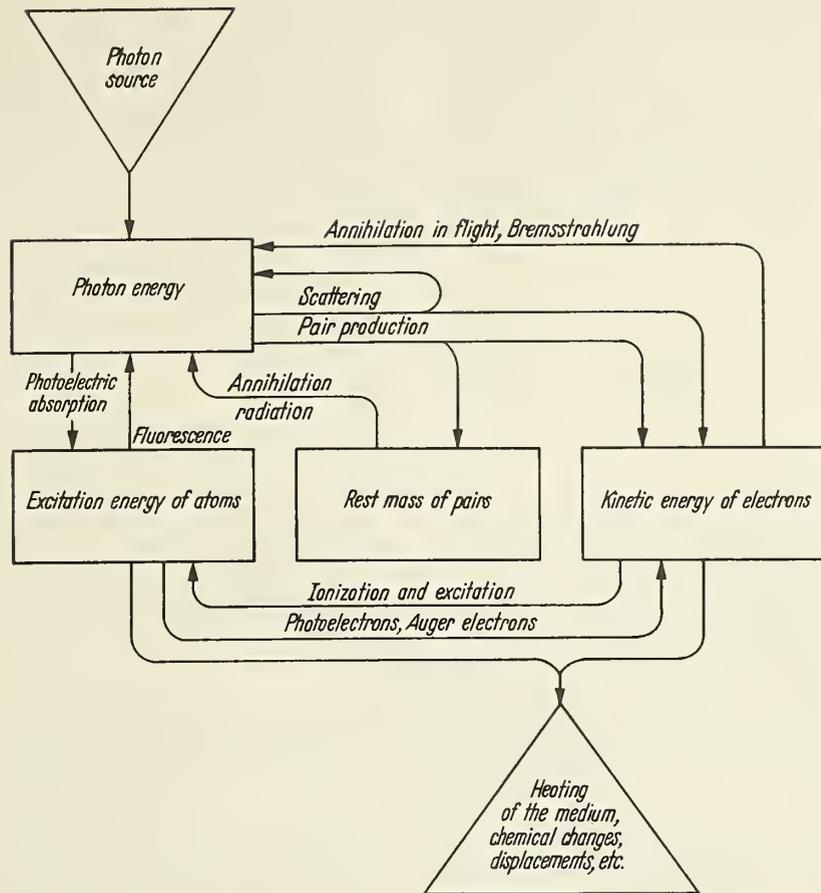 Photon
source
Annihilation in flight, Bremsstrahlung
Photon energy
Scattering
Pair production
Photoelectric
absorption
Annihilation
radiation
Fluorescence
Excitation energy of atoms
Rest mass of pairs
Kinetic energy of electrons
Ionization and excitation
Photoelectrons, Auger electrons
Heating
of the medium,
chemical changes,
displacements, etc.